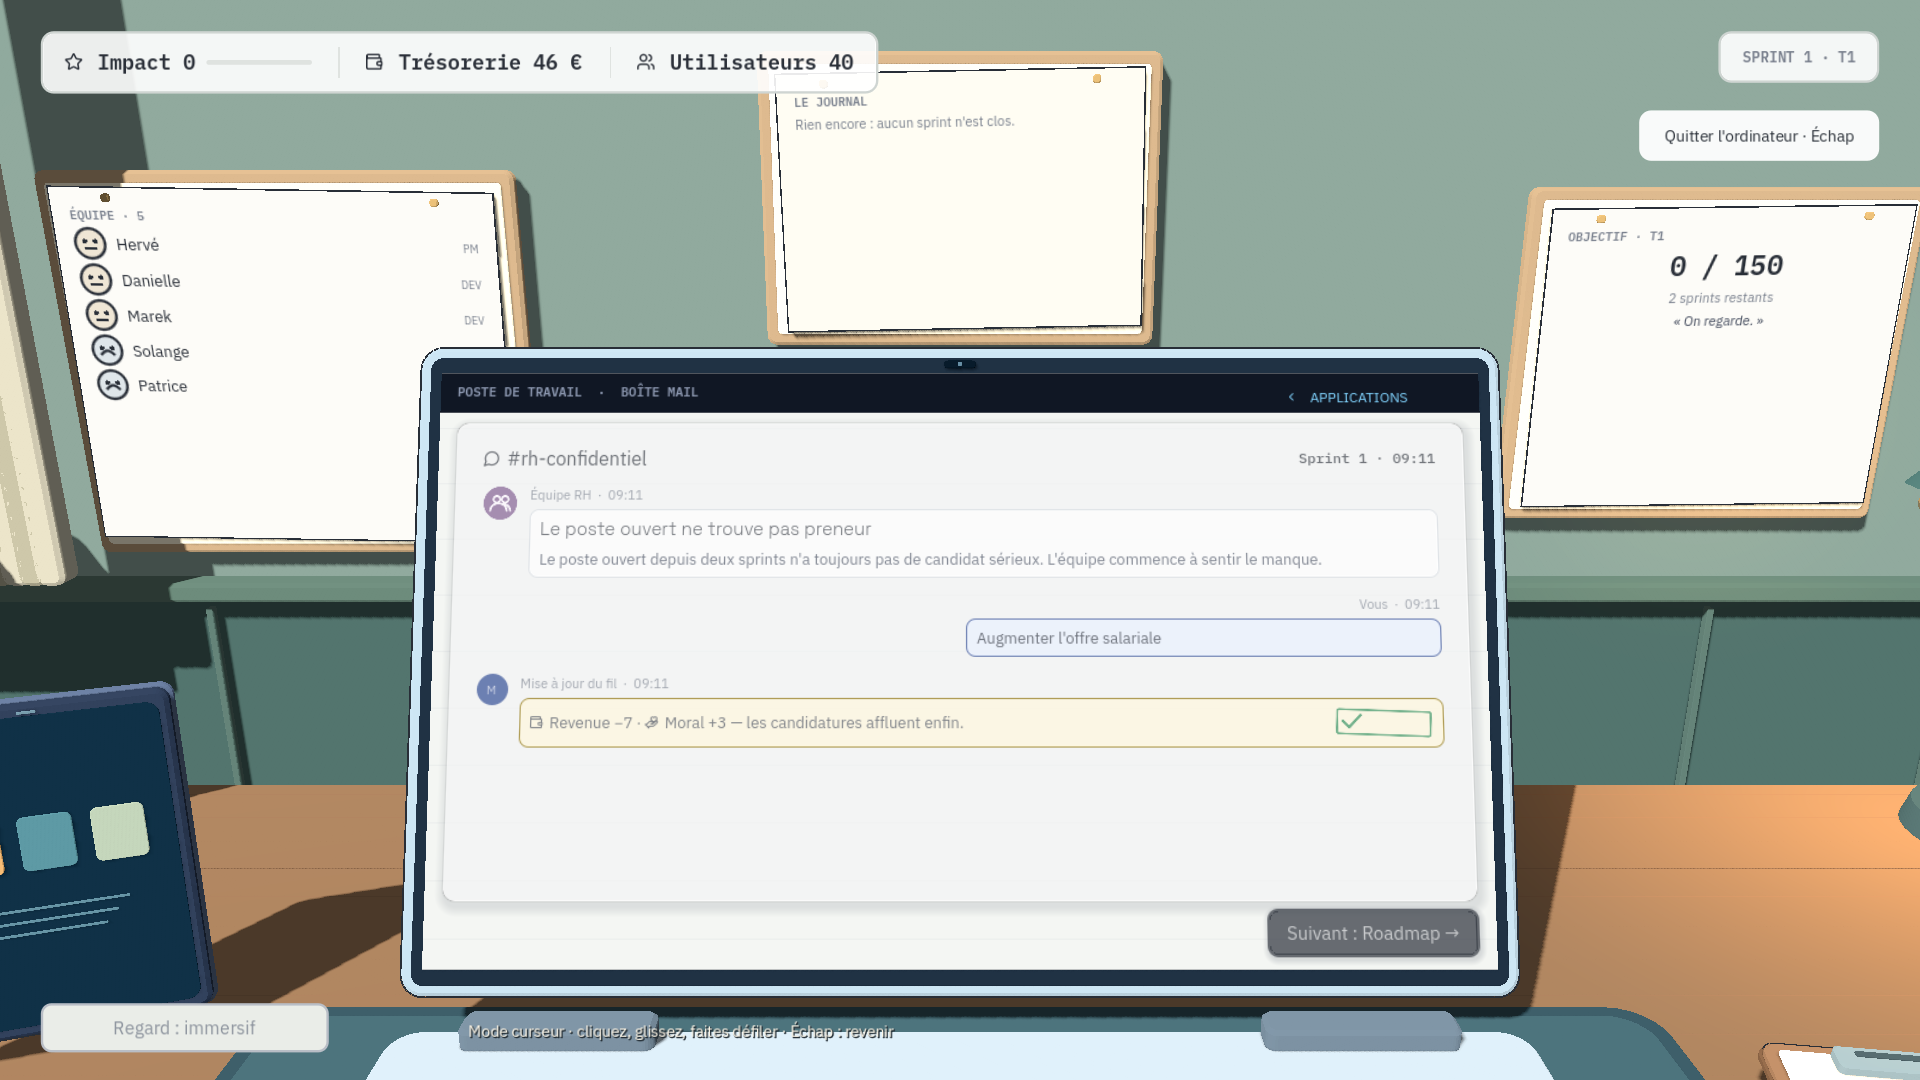 Impact 0
Trésorerie 46 €
Utilisateurs 40
SPRINT 1 · T1
Quitter l'ordinateur · Échap
LE JOURNAL
Rien encore : aucun sprint n'est clos.
ÉQUIPE · 5
Hervé PM
Danielle DEV
Marek DEV
Solange
Patrice
OBJECTIF · T1
0 / 150
2 sprints restants
« On regarde. »
POSTE DE TRAVAIL · BOÎTE MAIL
‹ APPLICATIONS
#rh-confidentiel
Sprint 1 · 09:11
Équipe RH · 09:11
Le poste ouvert ne trouve pas preneur
Le poste ouvert depuis deux sprints n'a toujours pas de candidat sérieux. L'équipe commence à sentir le manque.
Vous · 09:11
Augmenter l'offre salariale
M
Mise à jour du fil · 09:11
Revenue −7 · Moral +3 — les candidatures affluent enfin.
Suivant : Roadmap →
Regard : immersif
Mode curseur · cliquez, glissez, faites défiler · Échap : revenir